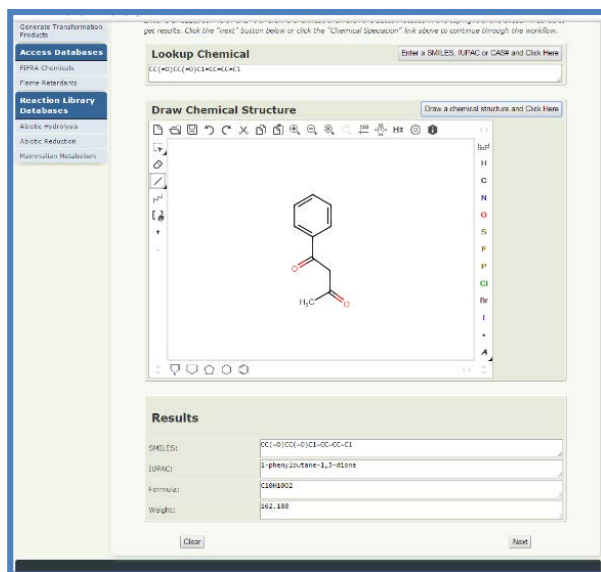 Generate Transformation
Products
get results. Click the "next" button below or click the "Chemical Speciation" link above to continue through the workflow.
Access Databases
FIFRA Chemicals
Flame Retardants
Reaction Library
Databases
Abiotic Hydrolysis
Abiotic Reduction
Mammalian Metabolism
Lookup Chemical
Enter a SMILES, IUPAC or CAS# and Click Here
CC(=O)CC(=O)C1=CC=CC=C1
Draw Chemical Structure
Draw a chemical structure and Click Here
H±
H
C
N
O
S
F
P
Cl
Br
I
*
A
O
H₃C
O
Results
SMILES:
CC(=O)CC(=O)C1=CC=CC=C1
IUPAC:
1-phenylbutane-1,3-dione
Formula:
C10H10O2
Weight:
162.188
Clear
Next